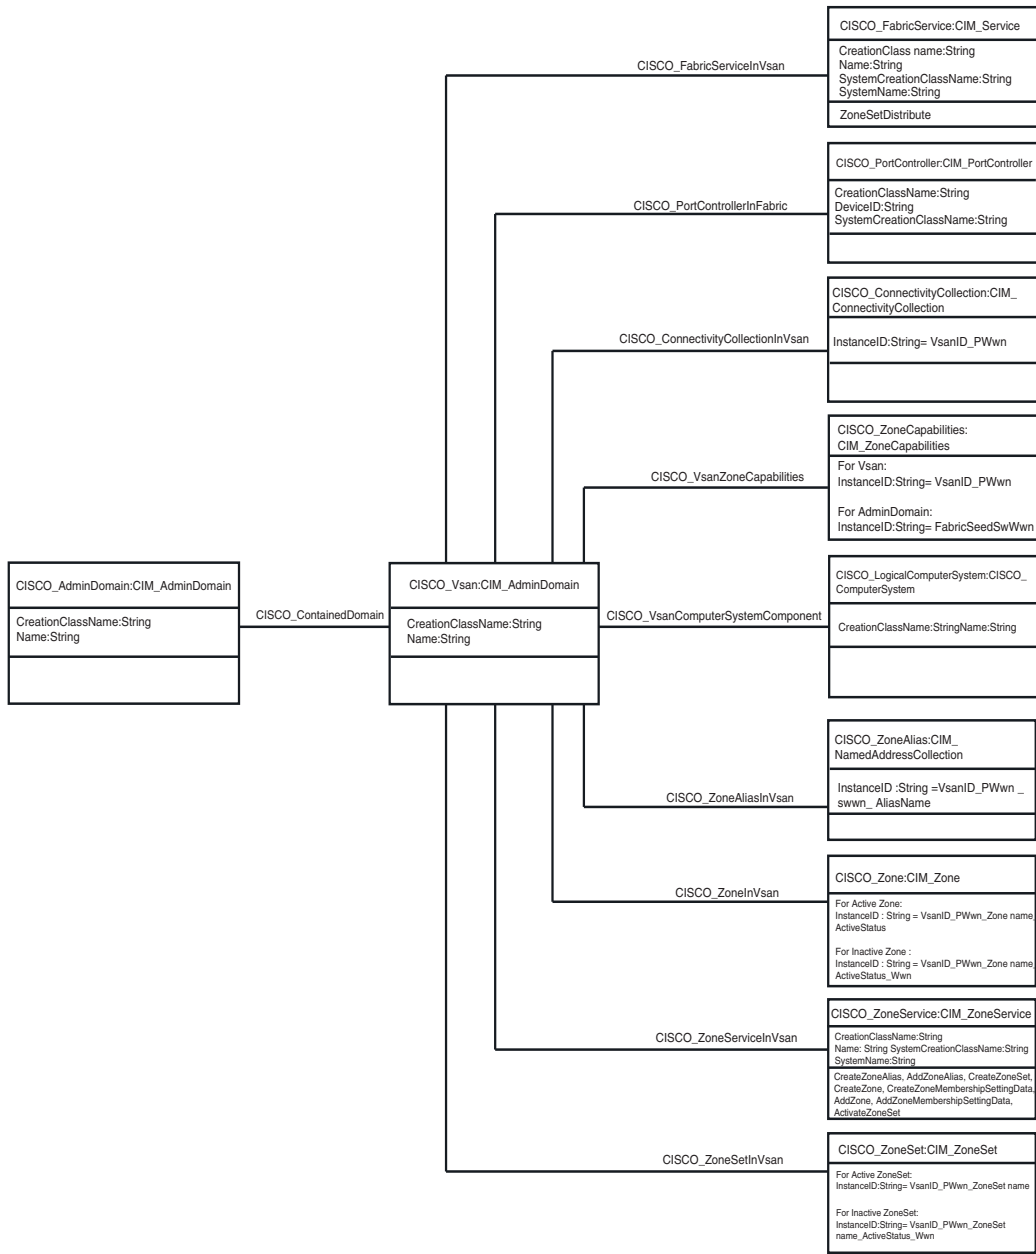 CISCO_FabricService:CIM_Service
CreationClass name:String
Name:String
SystemCreationClassName:String
SystemName:String
ZoneSetDistribute
CISCO_FabricServiceInVsan
CISCO_PortController:CIM_PortController
CreationClassName:String
DeviceID:String
SystemCreationClassName:String
CISCO_PortControllerInFabric
CISCO_ConnectivityCollection:CIM_
ConnectivityCollection
InstanceID:String= VsanID_PWwn
CISCO_ConnectivityCollectionInVsan
CISCO_ZoneCapabilities:
CIM_ZoneCapabilities
For Vsan:
InstanceID:String= VsanID_PWwn
For AdminDomain:
InstanceID:String= FabricSeedSwWwn
CISCO_VsanZoneCapabilities
CISCO_AdminDomain:CIM_AdminDomain
CreationClassName:String
Name:String
CISCO_ContainedDomain
CISCO_Vsan:CIM_AdminDomain
CreationClassName:String
Name:String
CISCO_VsanComputerSystemComponent
CISCO_LogicalComputerSystem:CISCO_
ComputerSystem
CreationClassName:StringName:String
CISCO_ZoneAlias:CIM_
NamedAddressCollection
InstanceID :String =VsanID_PWwn _
swwn_ AliasName
CISCO_ZoneAliasInVsan
CISCO_Zone:CIM_Zone
For Active Zone:
InstanceID : String = VsanID_PWwn_Zone name_
ActiveStatus
For Inactive Zone :
InstanceID : String = VsanID_PWwn_Zone name_
ActiveStatus_Wwn
CISCO_ZoneInVsan
CISCO_ZoneService:CIM_ZoneService
CreationClassName:String
Name: String SystemCreationClassName:String
SystemName:String
CreateZoneAlias, AddZoneAlias, CreateZoneSet,
CreateZone, CreateZoneMembershipSettingData,
AddZone, AddZoneMembershipSettingData,
ActivateZoneSet
CISCO_ZoneServiceInVsan
CISCO_ZoneSet:CIM_ZoneSet
For Active ZoneSet:
InstanceID:String= VsanID_PWwn_ZoneSet name
For Inactive ZoneSet:
InstanceID:String= VsanID_PWwn_ZoneSet
name_ActiveStatus_Wwn
CISCO_ZoneSetInVsan